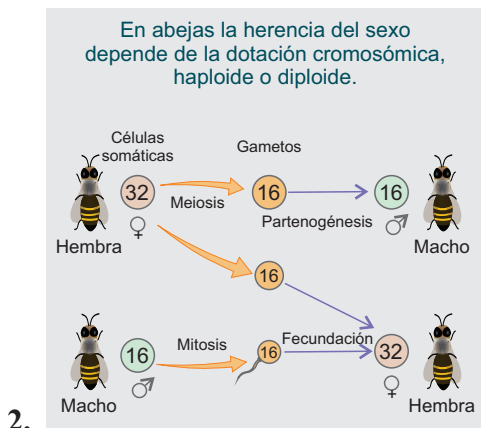 En abejas la herencia del sexo
depende de la dotación cromosómica,
haploide o diploide.
Células
somáticas
Gametos
32
16
16
Meiosis
Partenogénesis
♀
♂
Hembra
Macho
16
16
Mitosis
16
Fecundación
32
♂
♀
Macho
Hembra
2.